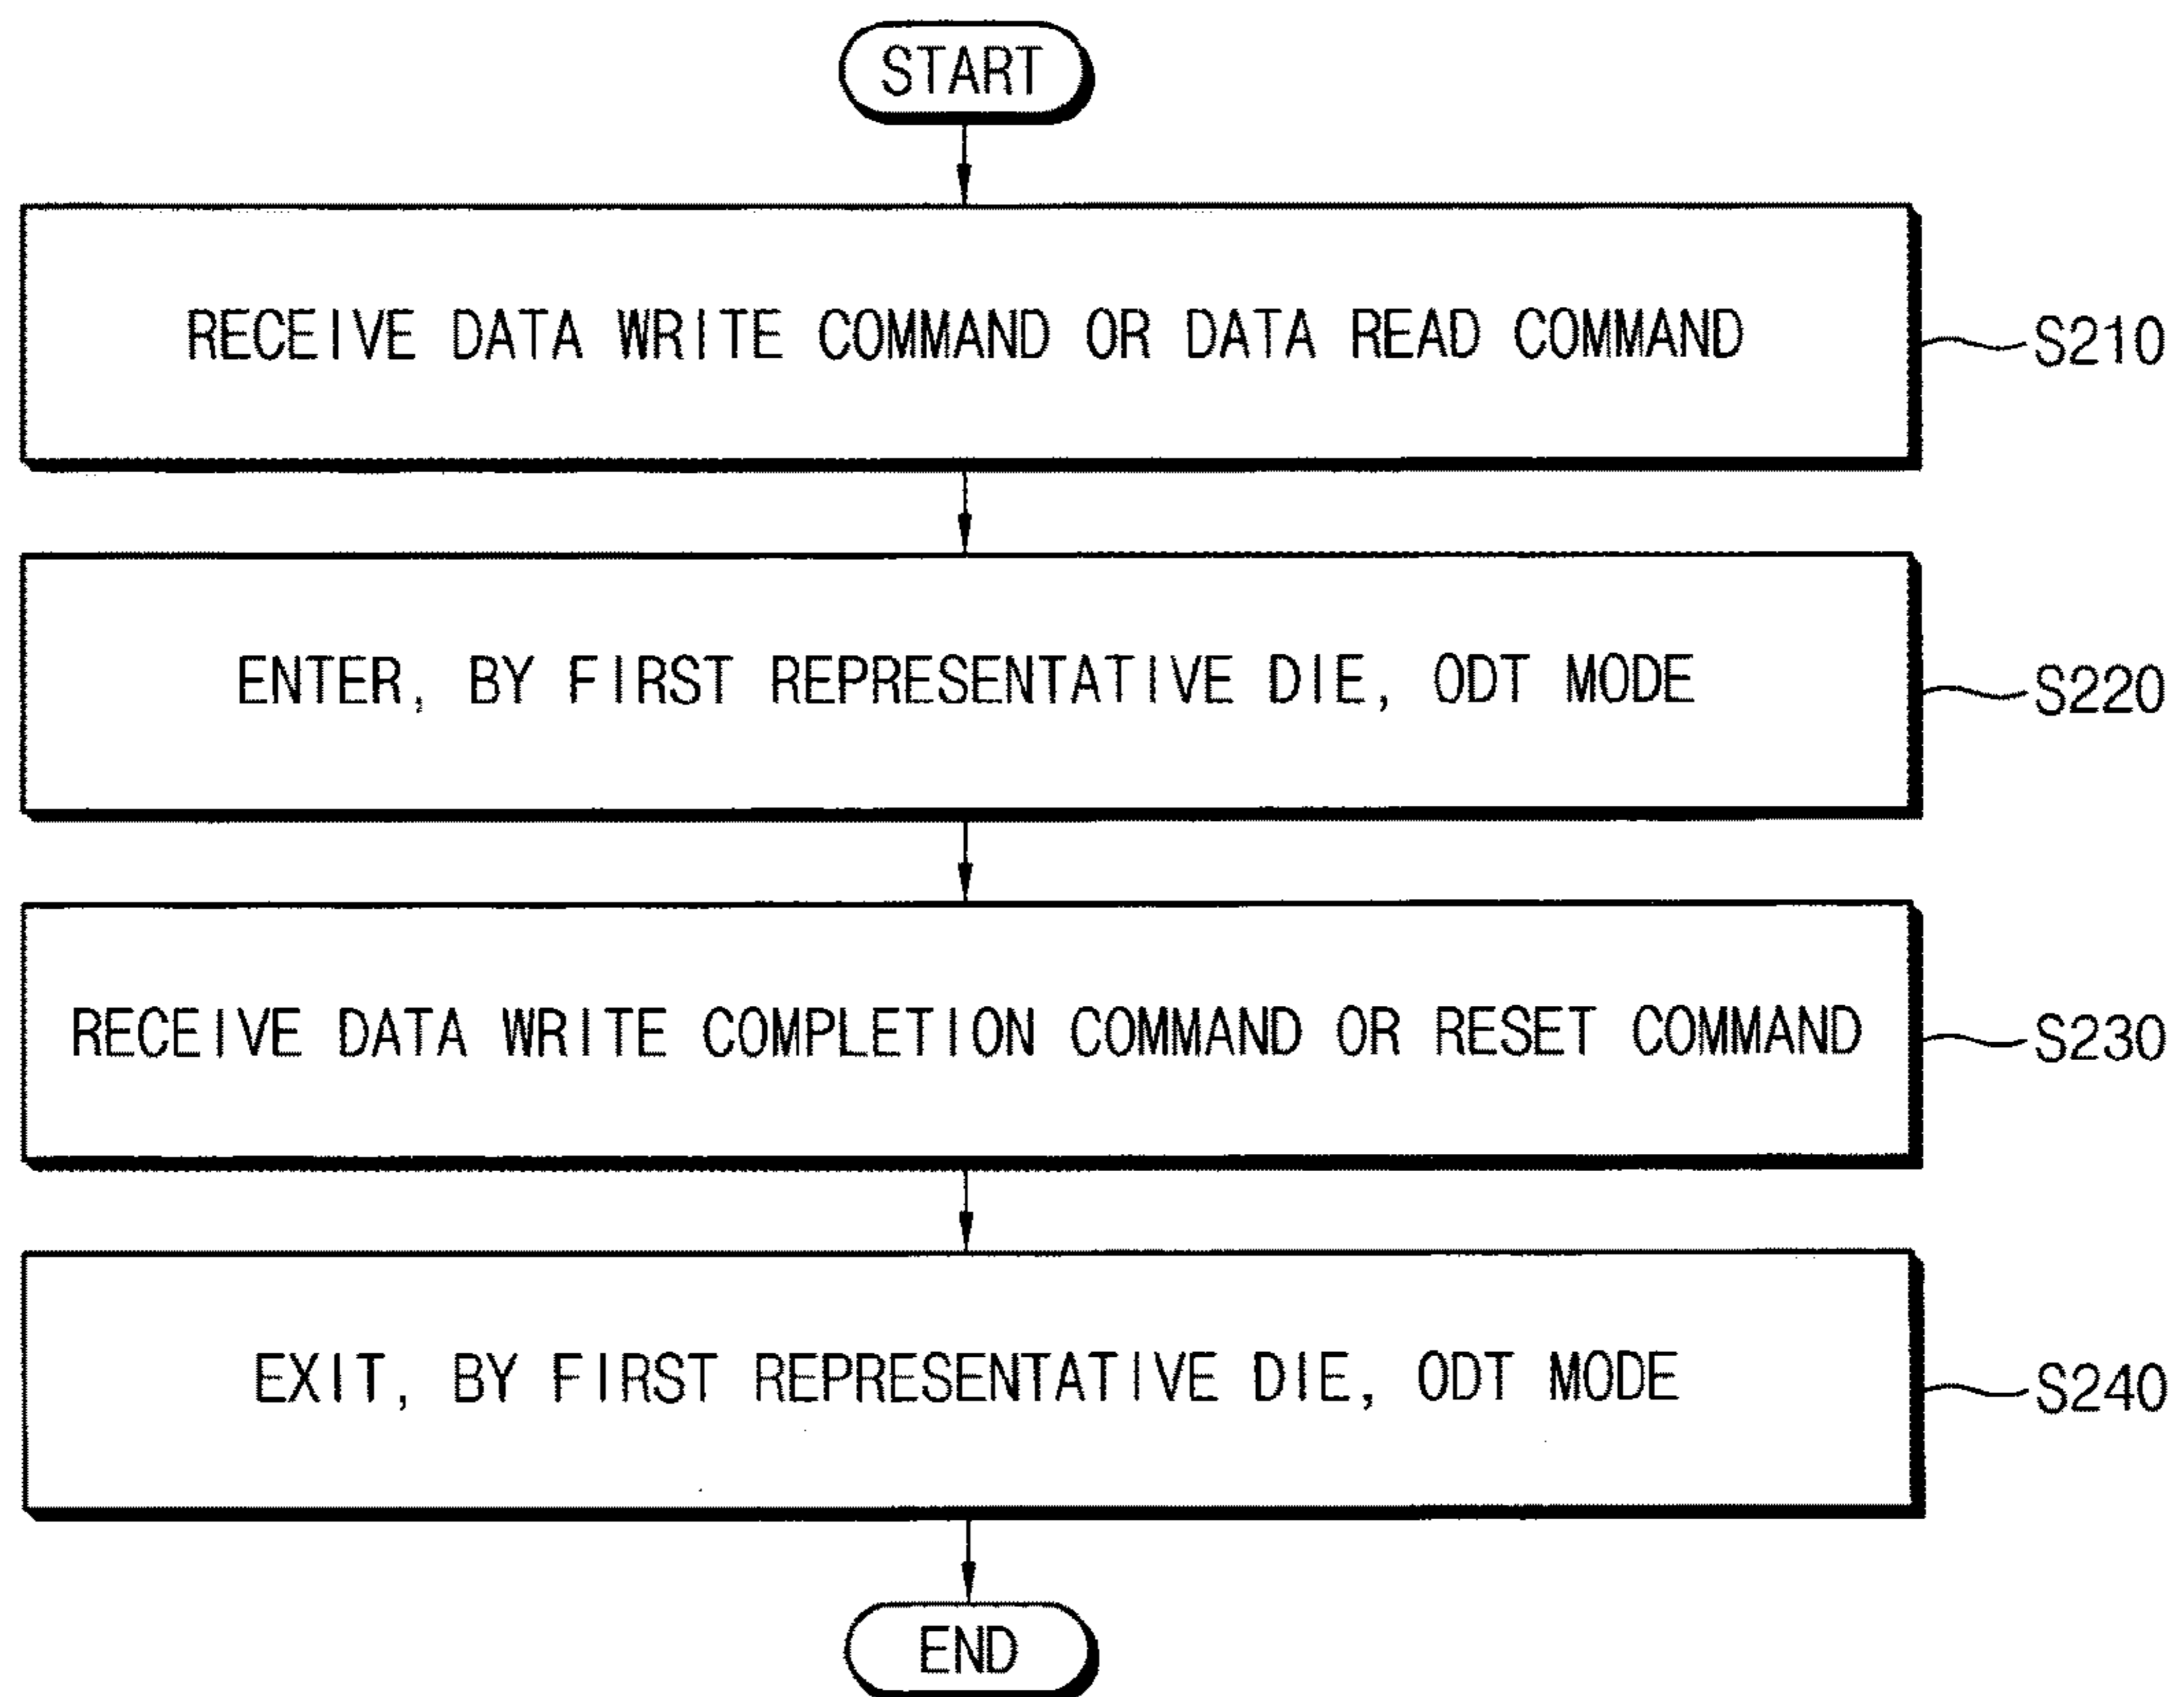 START
RECEIVE DATA WRITE COMMAND OR DATA READ COMMAND
S210
ENTER, BY FIRST REPRESENTATIVE DIE, ODT MODE
S220
RECEIVE DATA WRITE COMPLETION COMMAND OR RESET COMMAND
S230
EXIT, BY FIRST REPRESENTATIVE DIE, ODT MODE
S240
END